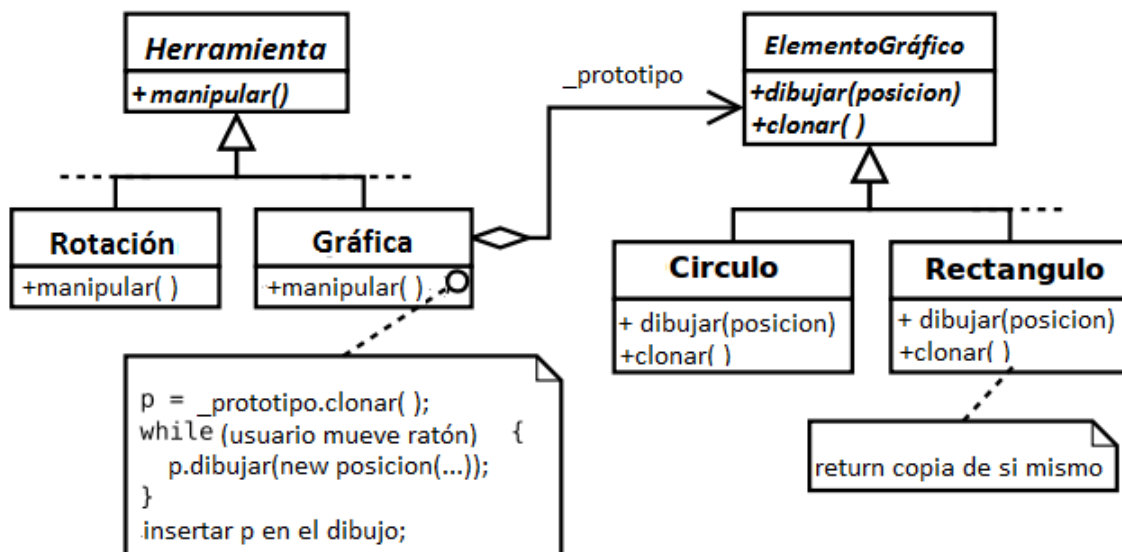 Herramienta
+ manipular()
_prototipo
ElementoGráfico
+dibujar(posicion)
+clonar( )
Rotación
+manipular( )
Gráfica
+manipular( )
Circulo
+ dibujar(posicion)
+clonar( )
Rectangulo
+ dibujar(posicion)
+clonar( )
p = _prototipo.clonar( );
while (usuario mueve ratón) {
p.dibujar(new posicion(...));
}
insertar p en el dibujo;
return copia de si mismo